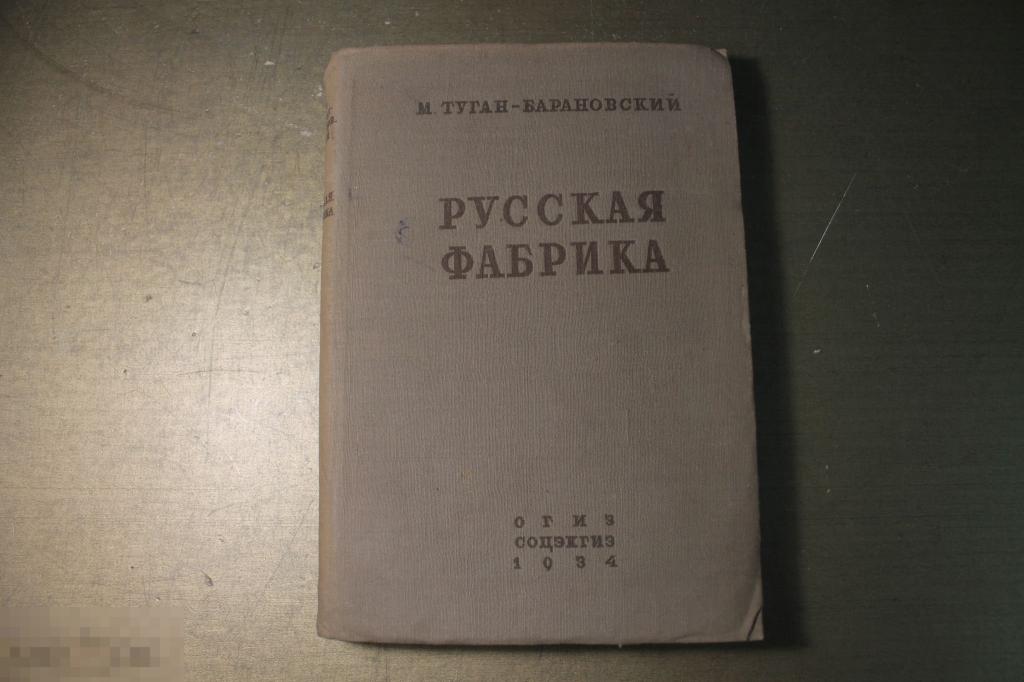 М. ТУГАН-БАРАНОВСКИЙ
РУССКАЯ
ФАБРИКА
ОГИЗ
СОЦЭКГИЗ
1934